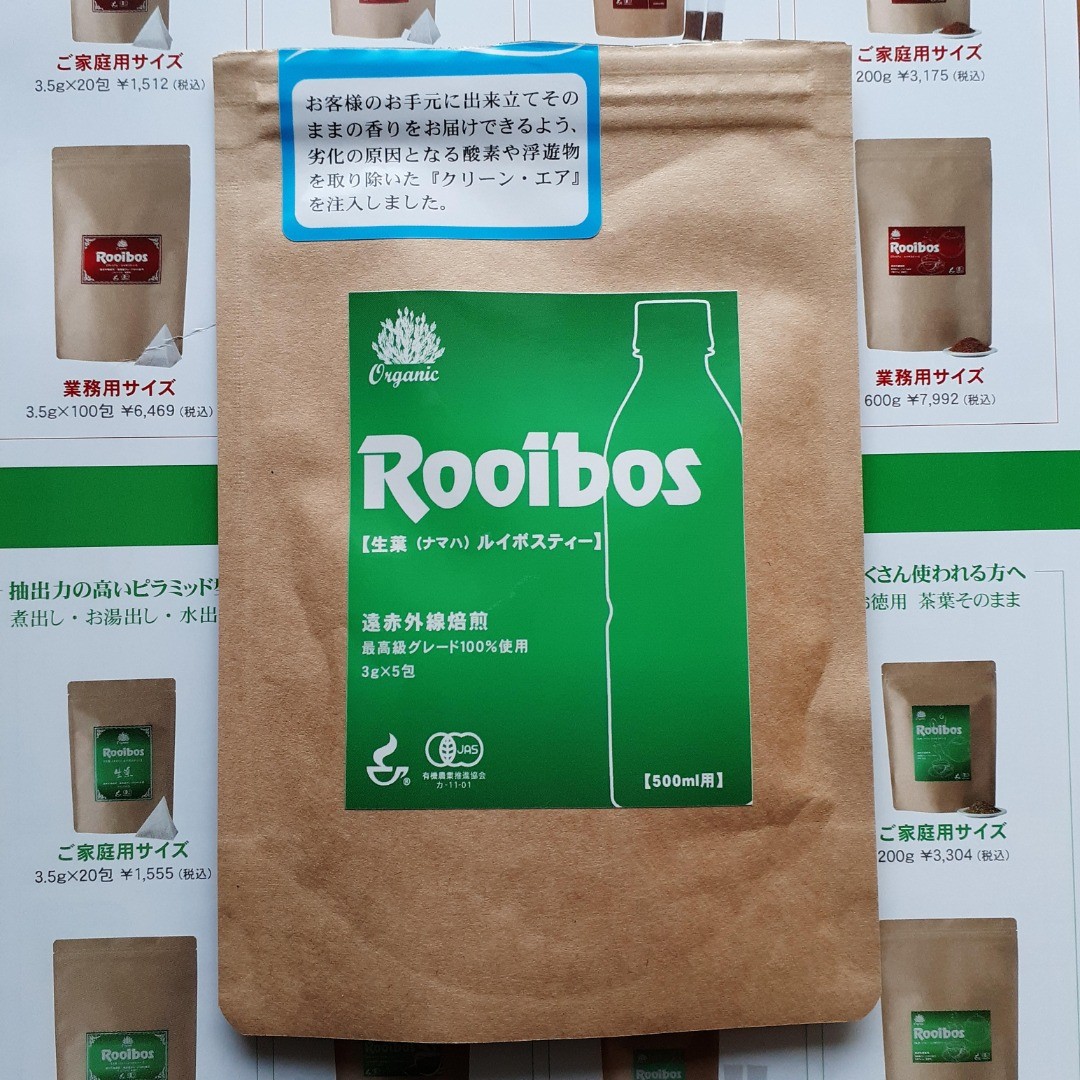 ご家庭用サイズ
3.5g×20包 ¥1,512（税込）
200g ¥3,175（税込）
お客様のお手元に出来立てその
ままの香りをお届けできるよう、
劣化の原因となる酸素や浮遊物
を取り除いた『クリーン・エア』
を注入しました。
Rooibos
業務用サイズ
3.5g×100包 ¥6,469（税込）
Rooibos
業務用サイズ
600g ¥7,992（税込）
Organic
Rooibos
【生葉（ナマハ）ルイボスティー】
遠赤外線焙煎
最高級グレード100%使用
3g×5包
JAS
有機農業推進協会
カ-11-01
【500ml用】
抽出力の高いピラミッド
煮出し・お湯出し・水出
くさん使われる方へ
徳用 茶葉そのまま
Rooibos
生葉
ご家庭用サイズ
3.5g×20包 ¥1,555（税込）
Rooibos
ご家庭用サイズ
200g ¥3,304（税込）
Rooibos
Rooibos
Rooibos
Rooibos